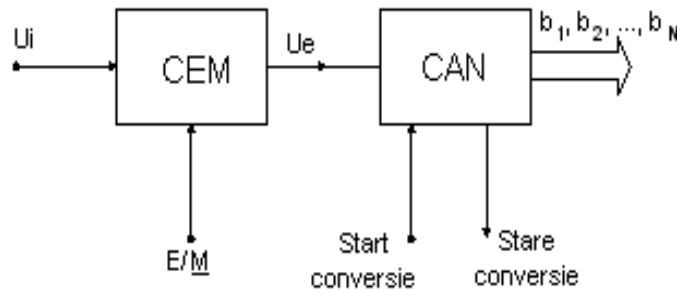 Ui
CEM
Ue
CAN
b1, b2, ..., bN
E/M
Start
conversie
Stare
conversie